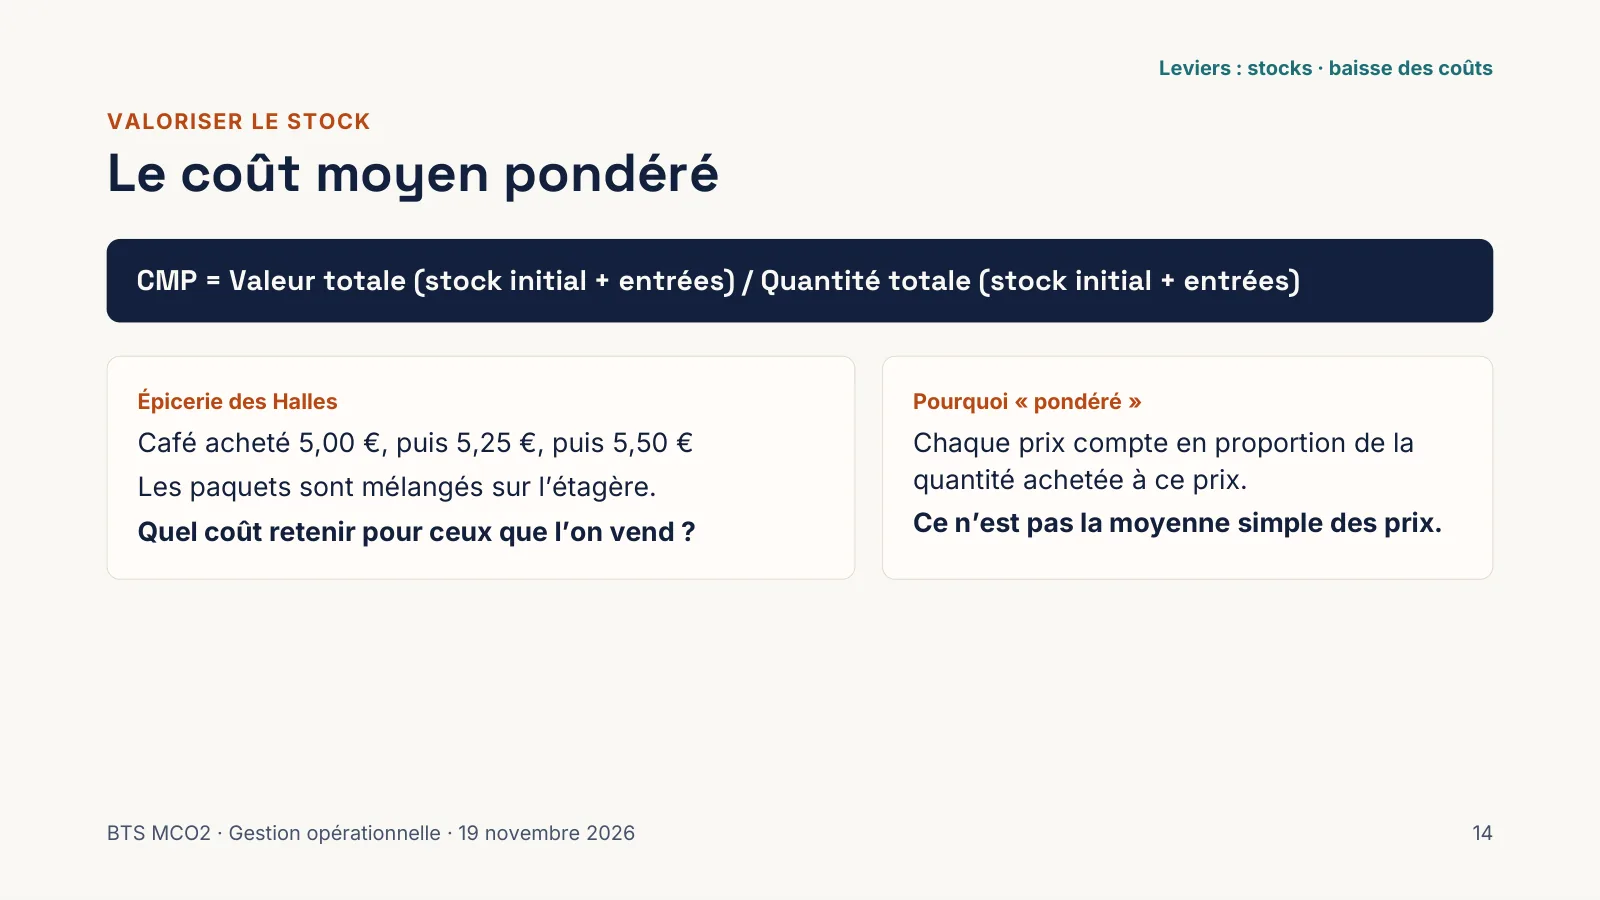 Leviers : stocks · baisse des coûts
VALORISER LE STOCK
Le coût moyen pondéré
CMP = Valeur totale (stock initial + entrées) / Quantité totale (stock initial + entrées)
Épicerie des Halles
Café acheté 5,00 €, puis 5,25 €, puis 5,50 €
Les paquets sont mélangés sur l’étagère.
Quel coût retenir pour ceux que l’on vend ?
Pourquoi « pondéré »
Chaque prix compte en proportion de la
quantité achetée à ce prix.
Ce n’est pas la moyenne simple des prix.
BTS MCO2 · Gestion opérationnelle · 19 novembre 2026
14